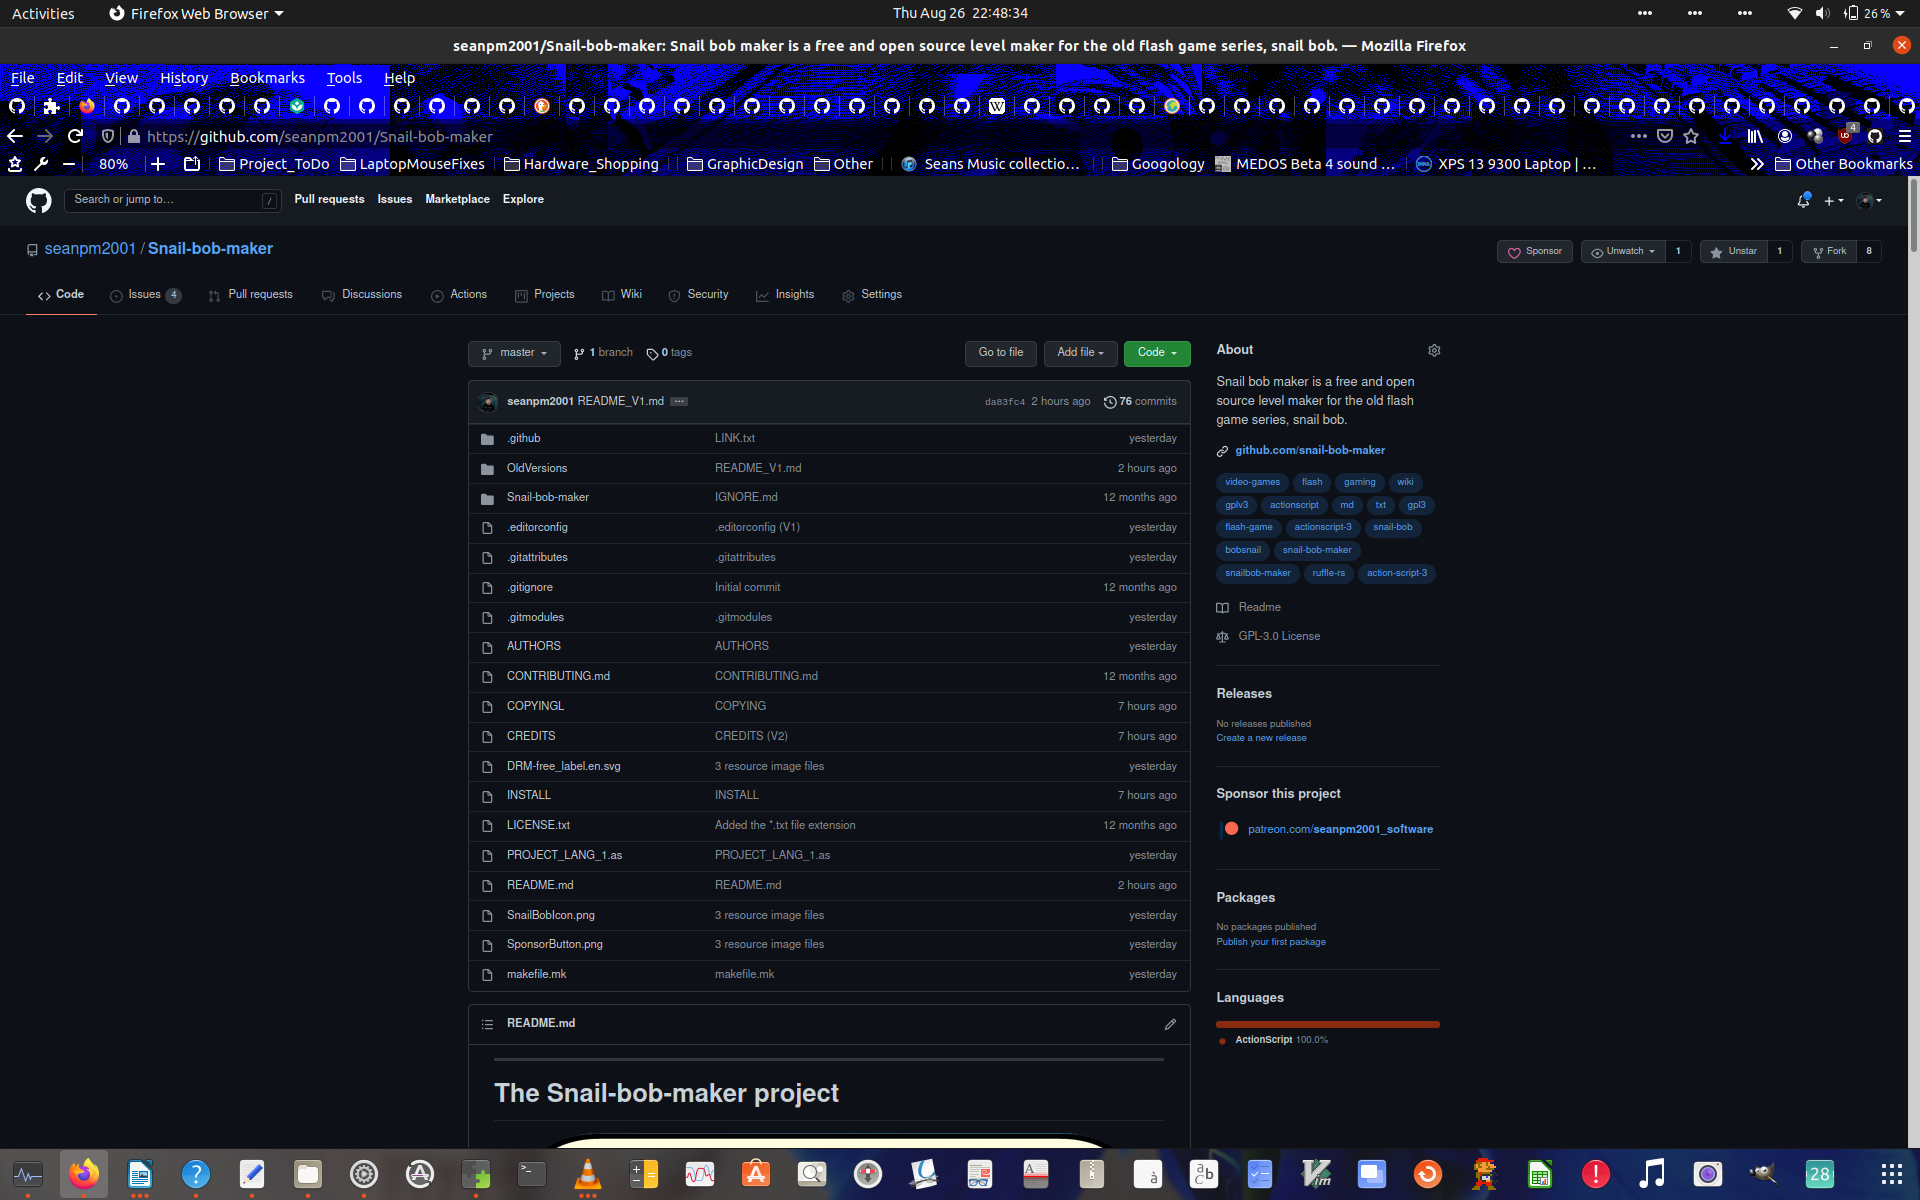 Activities Firefox Web Browser Thu Aug 26 22:48:34 26 %
seanpm2001/Snail-bob-maker: Snail bob maker is a free and open source level maker for the old flash game series, snail bob. — Mozilla Firefox
File Edit View History Bookmarks Tools Help
https://github.com/seanpm2001/Snail-bob-maker 4
80% Project_ToDo LaptopMouseFixes Hardware_Shopping GraphicDesign Other Seans Music collectio… Googology MEDOS Beta 4 sound … XPS 13 9300 Laptop | … Other Bookmarks
Search or jump to… / Pull requests Issues Marketplace Explore
seanpm2001 / Snail-bob-maker Sponsor Unwatch 1 Unstar 1 Fork 8
Code Issues 4 Pull requests Discussions Actions Projects Wiki Security Insights Settings
master 1 branch 0 tags Go to file Add file Code
seanpm2001 README_V1.md ... da83fc4 2 hours ago 76 commits
.github LINK.txt yesterday
OldVersions README_V1.md 2 hours ago
Snail-bob-maker IGNORE.md 12 months ago
.editorconfig .editorconfig (V1) yesterday
.gitattributes .gitattributes yesterday
.gitignore Initial commit 12 months ago
.gitmodules .gitmodules yesterday
AUTHORS AUTHORS yesterday
CONTRIBUTING.md CONTRIBUTING.md 12 months ago
COPYINGL COPYING 7 hours ago
CREDITS CREDITS (V2) 7 hours ago
DRM-free_label.en.svg 3 resource image files yesterday
INSTALL INSTALL 7 hours ago
LICENSE.txt Added the *.txt file extension 12 months ago
PROJECT_LANG_1.as PROJECT_LANG_1.as yesterday
README.md README.md 2 hours ago
SnailBobIcon.png 3 resource image files yesterday
SponsorButton.png 3 resource image files yesterday
makefile.mk makefile.mk yesterday
README.md
The Snail-bob-maker project
About
Snail bob maker is a free and open
source level maker for the old flash
game series, snail bob.
github.com/snail-bob-maker
video-games flash gaming wiki
gplv3 actionscript md txt gpl3
flash-game actionscript-3 snail-bob
bobsnail snail-bob-maker
snailbob-maker ruffle-rs action-script-3
Readme
GPL-3.0 License
Releases
No releases published
Create a new release
Sponsor this project
patreon.com/seanpm2001_software
Packages
No packages published
Publish your first package
Languages
ActionScript 100.0%
28